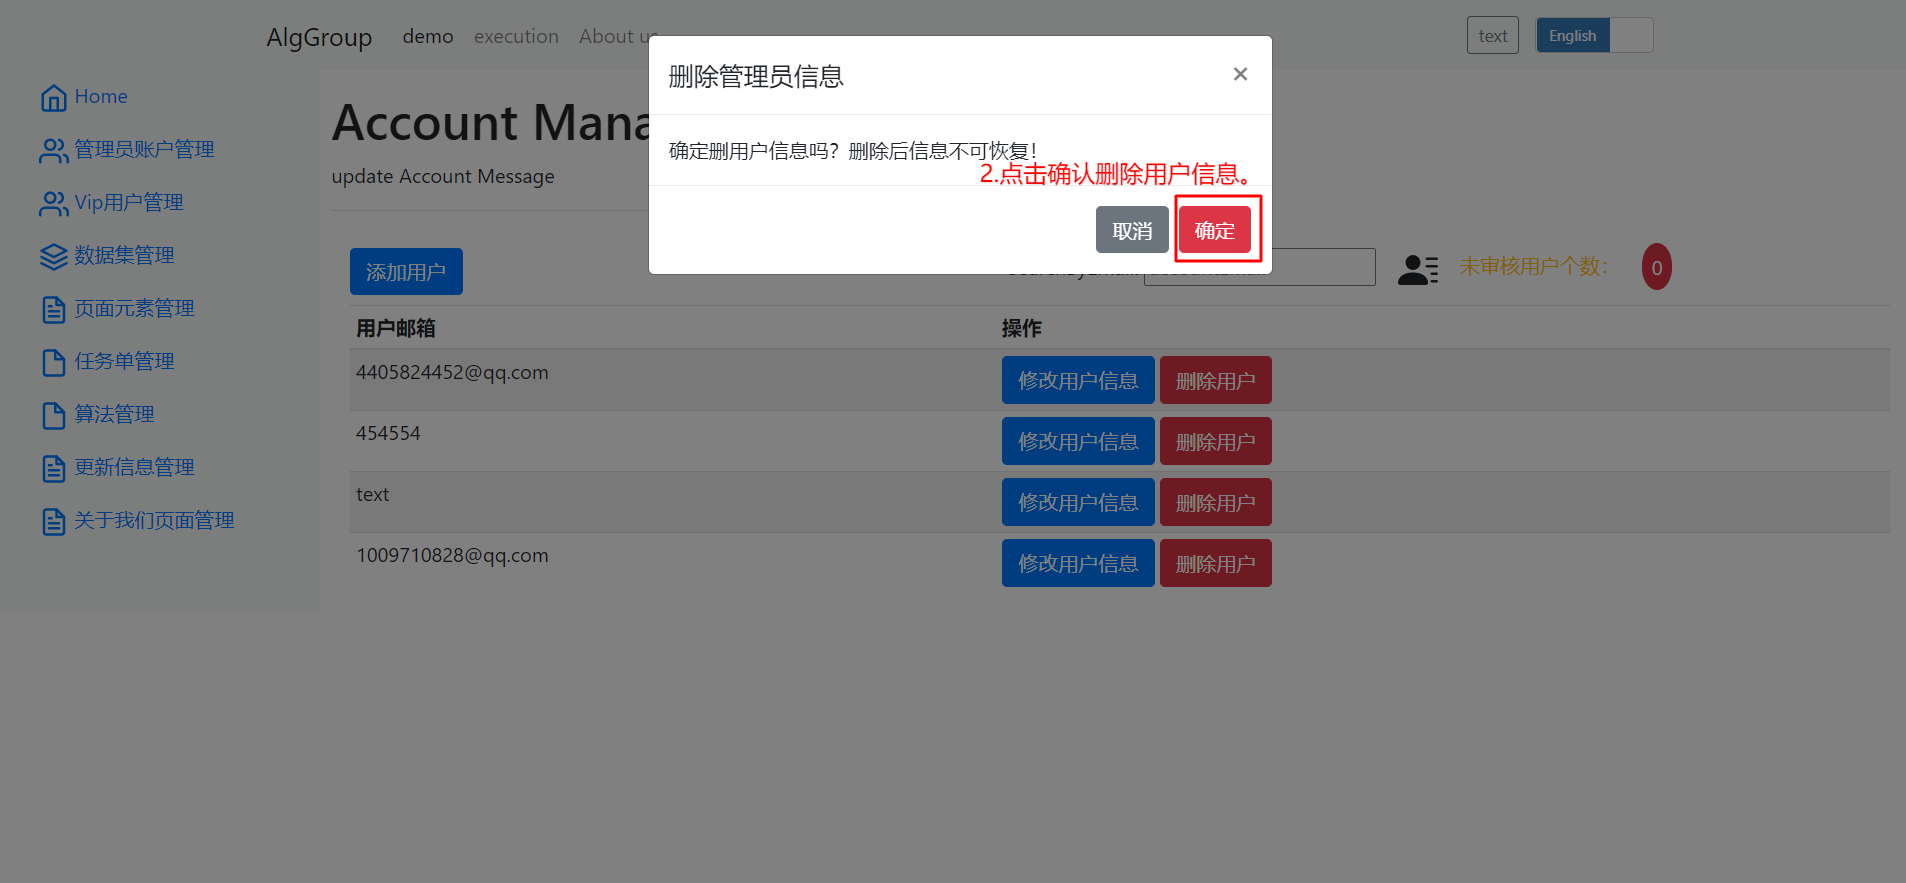 AlgGroup demo execution About us text English
删除管理员信息 ×
Home
Account Mana
管理员账户管理
确定删用户信息吗？删除后信息不可恢复！
2.点击确认删除用户信息。
update Account Message
Vip用户管理
取消 确定
数据集管理
添加用户
未审核用户个数： 0
页面元素管理
用户邮箱 操作
任务单管理
4405824452@qq.com 修改用户信息 删除用户
算法管理
454554 修改用户信息 删除用户
更新信息管理
text 修改用户信息 删除用户
关于我们页面管理
1009710828@qq.com 修改用户信息 删除用户